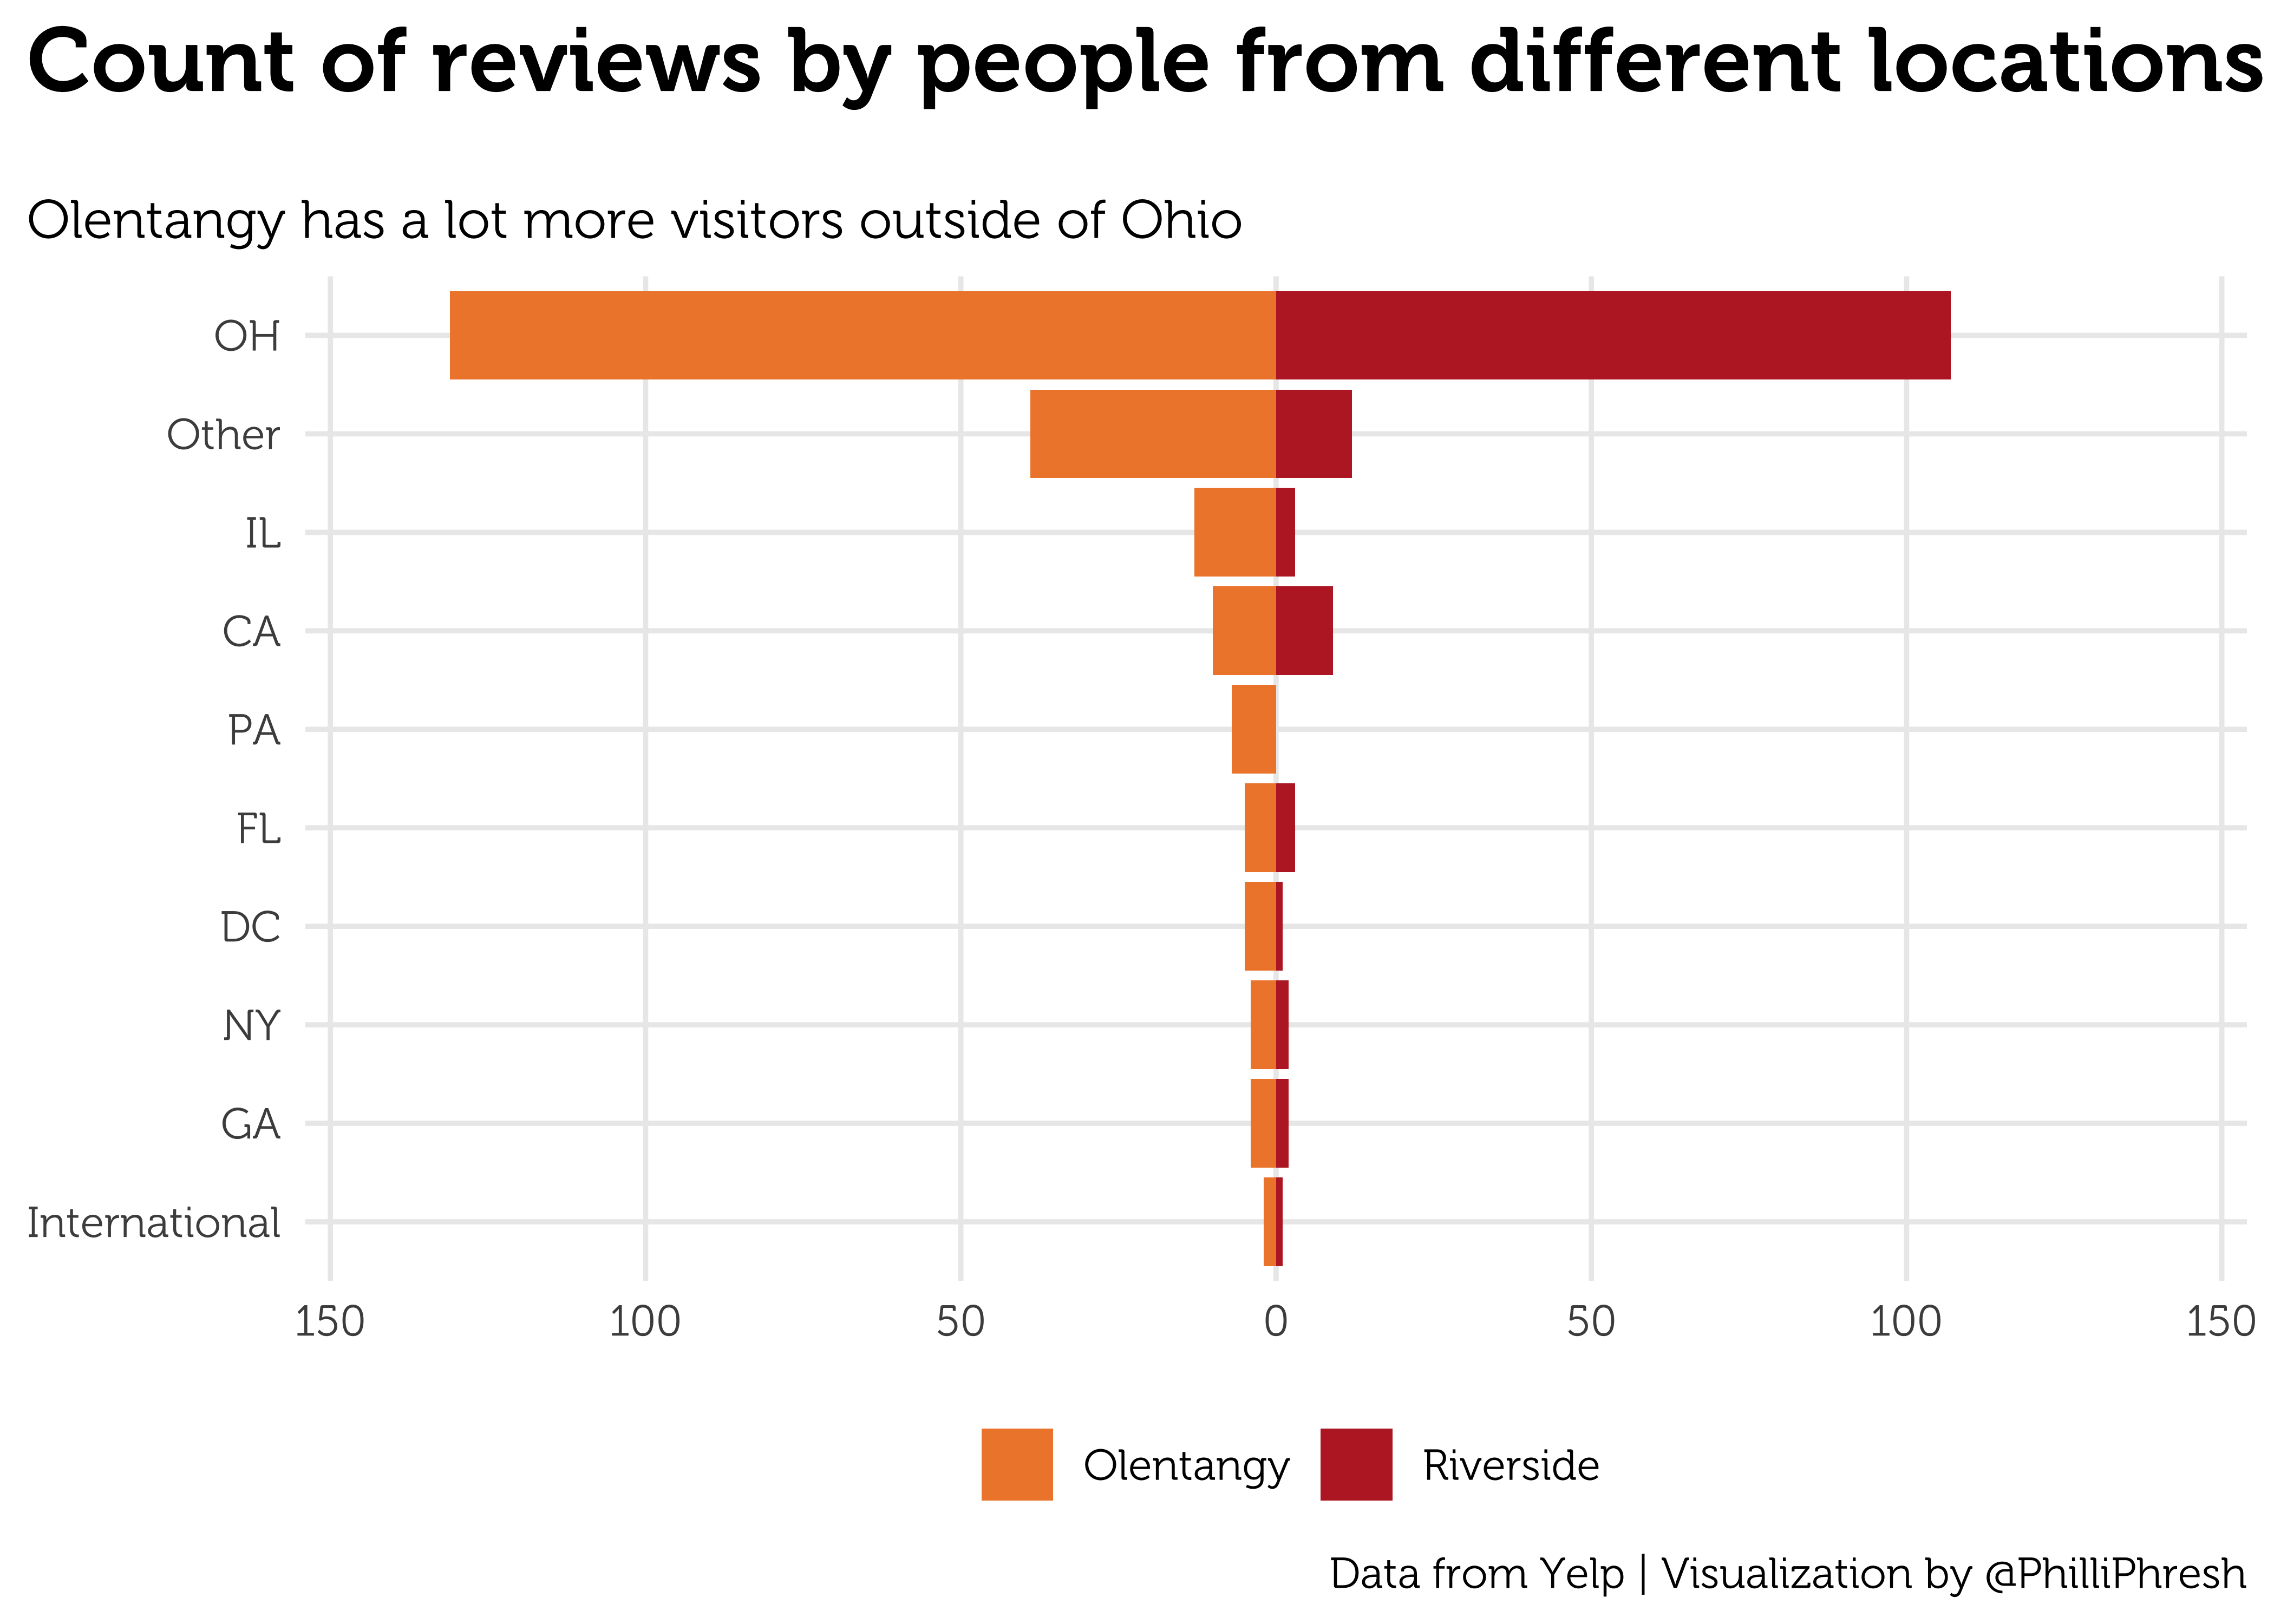 Count of reviews by people from different locations
Olentangy has a lot more visitors outside of Ohio
OH
Other
IL
CA
PA
FL
DC
NY
GA
International
150 100 50 0 50 100 150
Olentangy Riverside
Data from Yelp | Visualization by @PhilliPhresh